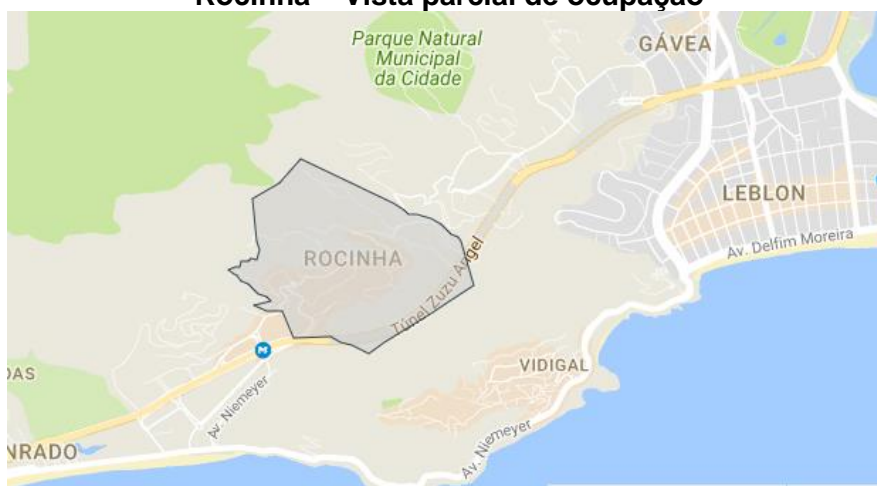 Rocinha – Vista parcial de ocupação
Parque Natural
Municipal
da Cidade
GÁVEA
LEBLON
Av. Delfim Moreira
ROCINHA
Túnel Zuzu Angel
VIDIGAL
M
Av. Niemeyer
Av. Niemeyer
OAS
NRADO